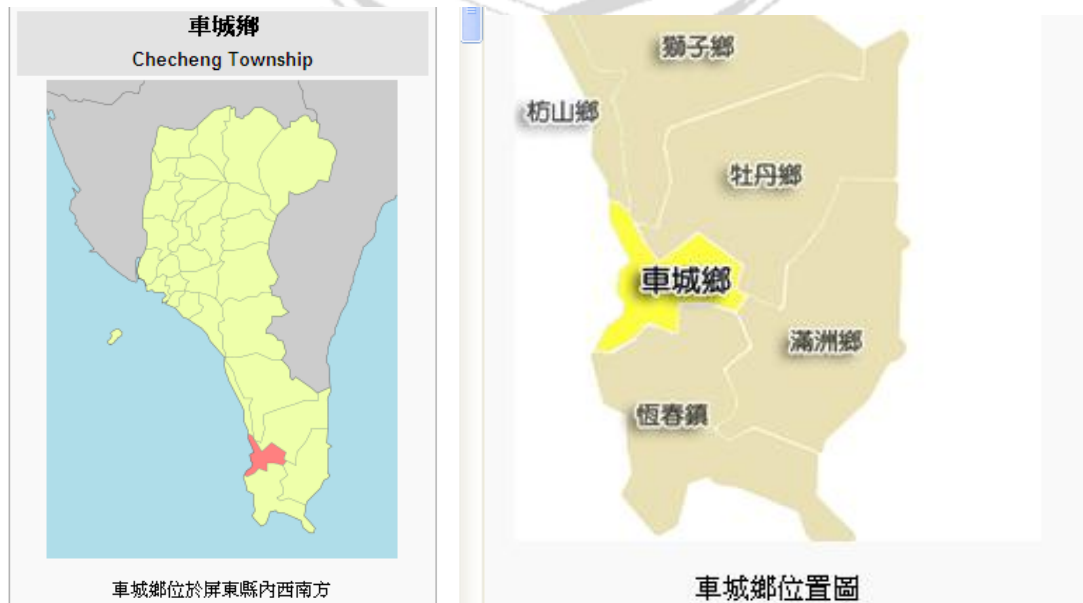 車城鄉
Checheng Township
車城鄉位於屏東縣內西南方
獅子鄉
枋山鄉
牡丹鄉
車城鄉
滿洲鄉
恆春鎮
車城鄉位置圖